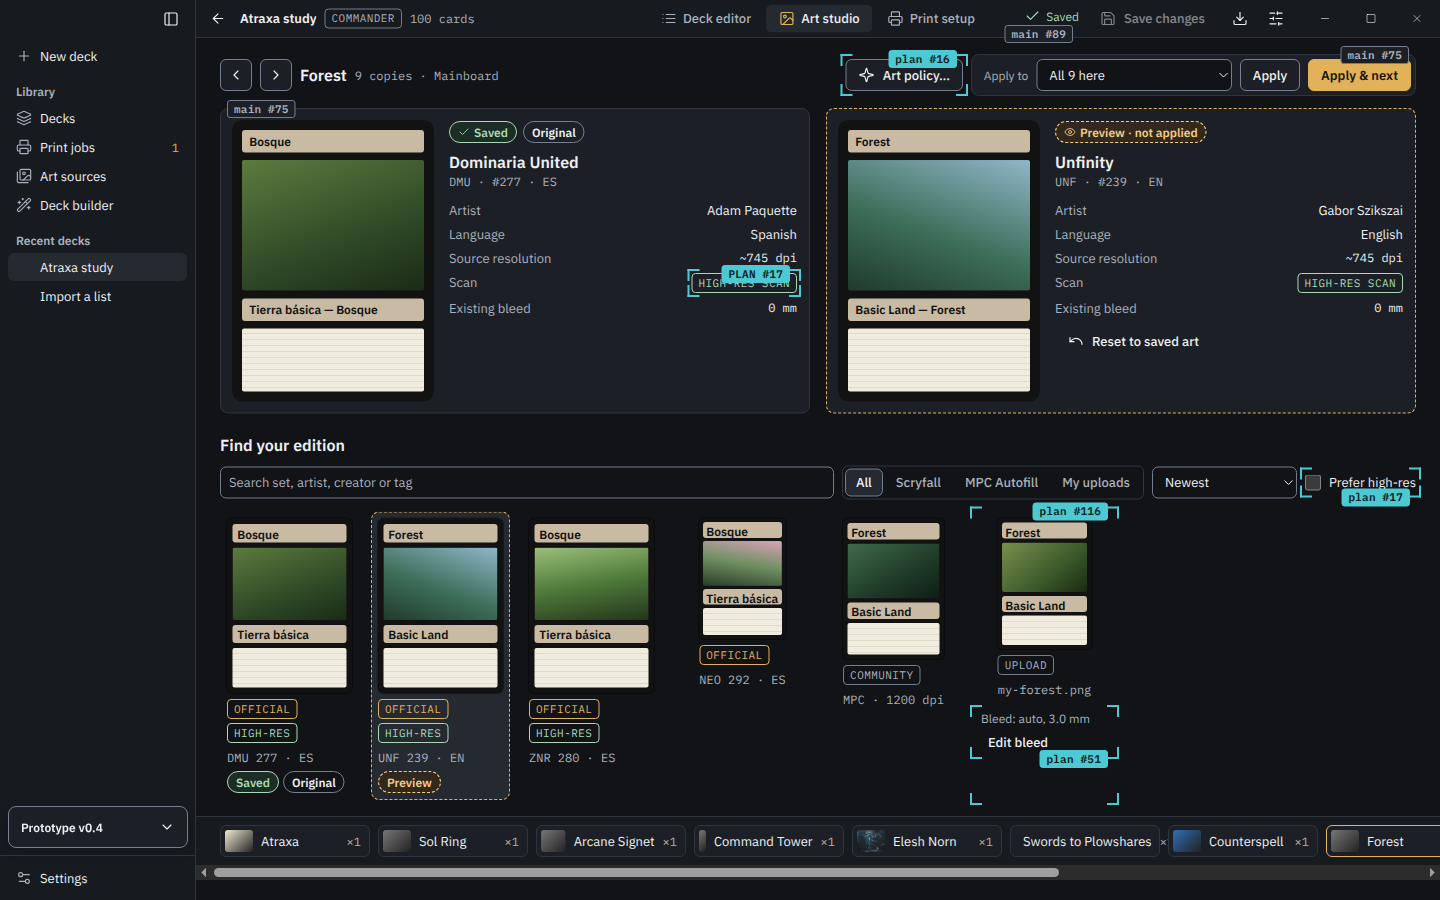 Atraxa study COMMANDER 100 cards
Deck editor Art studio Print setup
Saved Save changes
main #89
New deck
Library
Decks
Print jobs 1
Art sources
Deck builder
Recent decks
Atraxa study
Import a list
Prototype v0.4
Settings
Forest 9 copies · Mainboard
plan #16
Art policy...
Apply to All 9 here Apply Apply & next
main #75
main #75
Bosque
Tierra básica — Bosque
Saved Original
Dominaria United
DMU · #277 · ES
Artist Adam Paquette
Language Spanish
Source resolution ~745 dpi
PLAN #17
Scan HIGH-RES SCAN
Existing bleed 0 mm
Forest
Basic Land — Forest
Preview · not applied
Unfinity
UNF · #239 · EN
Artist Gabor Szikszai
Language English
Source resolution ~745 dpi
Scan HIGH-RES SCAN
Existing bleed 0 mm
Reset to saved art
Find your edition
Search set, artist, creator or tag
All Scryfall MPC Autofill My uploads
Newest
Prefer high-res
plan #17
Bosque
Tierra básica
OFFICIAL
HIGH-RES
DMU 277 · ES
Saved Original
Forest
Basic Land
OFFICIAL
HIGH-RES
UNF 239 · EN
Preview
Bosque
Tierra básica
OFFICIAL
HIGH-RES
ZNR 280 · ES
Bosque
Tierra básica
OFFICIAL
NEO 292 · ES
Forest
Basic Land
COMMUNITY
MPC · 1200 dpi
plan #116
Forest
Basic Land
UPLOAD
my-forest.png
Bleed: auto, 3.0 mm
Edit bleed
plan #51
Atraxa ×1
Sol Ring ×1
Arcane Signet ×1
Command Tower ×1
Elesh Norn ×1
Swords to Plowshares ×
Counterspell ×1
Forest